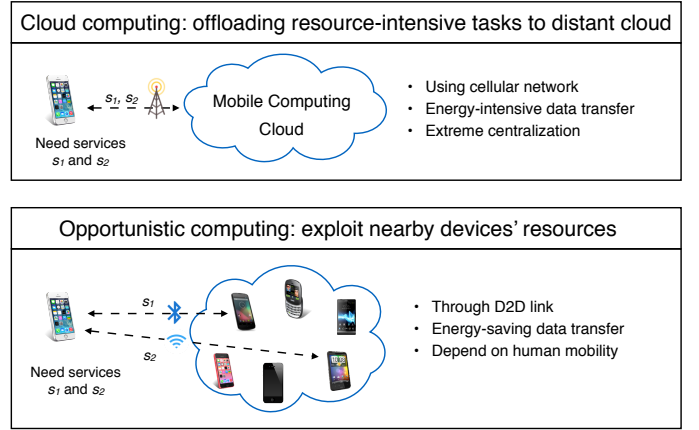 Cloud computing: offloading resource-intensive tasks to distant cloud
s1, s2
Need services
s1 and s2
Mobile Computing
Cloud
• Using cellular network
• Energy-intensive data transfer
• Extreme centralization
Opportunistic computing: exploit nearby devices' resources
s1
s2
Need services
s1 and s2
• Through D2D link
• Energy-saving data transfer
• Depend on human mobility